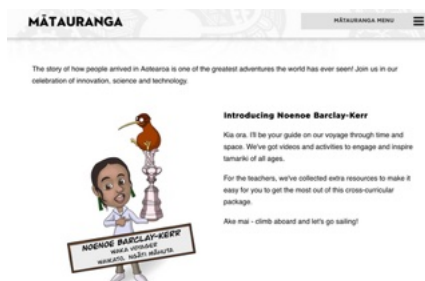 MĀTAURANGA
MĀTAURANGA MENU
The story of how people arrived in Aotearoa is one of the greatest adventures the world has ever seen! Join us in our
celebration of innovation, science and technology.
Introducing Noenoe Barclay-Kerr
Kia ora. I'll be your guide on our voyage through time and
space. We've got videos and activities to engage and inspire
tamariki of all ages.
For the teachers, we've collected extra resources to make it
easy for you to get the most out of this cross-curricular
package.
Ake mai - climb aboard and let's go sailing!
NOENOE BARCLAY-KERR
WAKA VOYAGER
WAIKATO, NGĀTI MĀHUTA